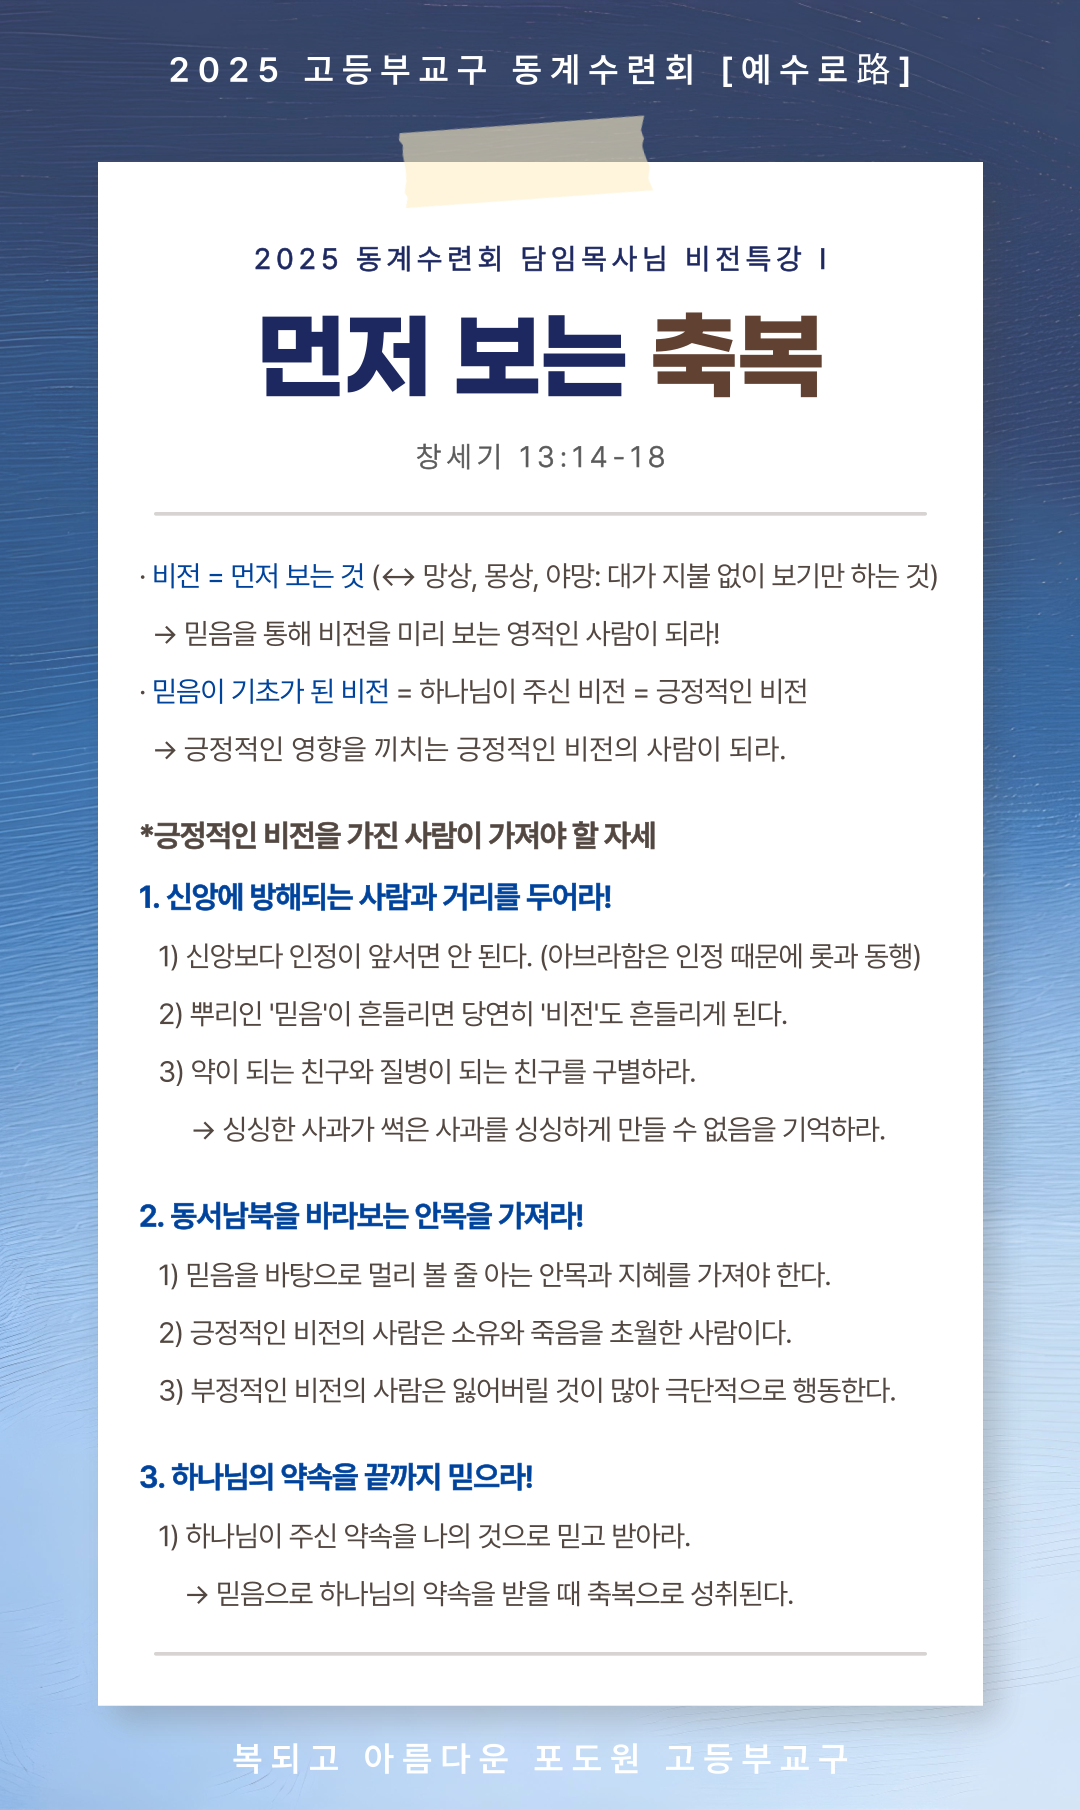 2025 고등부교구 동계수련회 [예수로路]
2025 동계수련회 담임목사님 비전특강 I
먼저 보는 축복
창세기 13:14-18
· 비전 = 먼저 보는 것 (↔ 망상, 몽상, 야망: 대가 지불 없이 보기만 하는 것)
→ 믿음을 통해 비전을 미리 보는 영적인 사람이 되라!
· 믿음이 기초가 된 비전 = 하나님이 주신 비전 = 긍정적인 비전
→ 긍정적인 영향을 끼치는 긍정적인 비전의 사람이 되라.
*긍정적인 비전을 가진 사람이 가져야 할 자세
1. 신앙에 방해되는 사람과 거리를 두어라!
1) 신앙보다 인정이 앞서면 안 된다. (아브라함은 인정 때문에 롯과 동행)
2) 뿌리인 '믿음'이 흔들리면 당연히 '비전'도 흔들리게 된다.
3) 약이 되는 친구와 질병이 되는 친구를 구별하라.
→ 싱싱한 사과가 썩은 사과를 싱싱하게 만들 수 없음을 기억하라.
2. 동서남북을 바라보는 안목을 가져라!
1) 믿음을 바탕으로 멀리 볼 줄 아는 안목과 지혜를 가져야 한다.
2) 긍정적인 비전의 사람은 소유와 죽음을 초월한 사람이다.
3) 부정적인 비전의 사람은 잃어버릴 것이 많아 극단적으로 행동한다.
3. 하나님의 약속을 끝까지 믿으라!
1) 하나님이 주신 약속을 나의 것으로 믿고 받아라.
→ 믿음으로 하나님의 약속을 받을 때 축복으로 성취된다.
복되고 아름다운 포도원 고등부교구